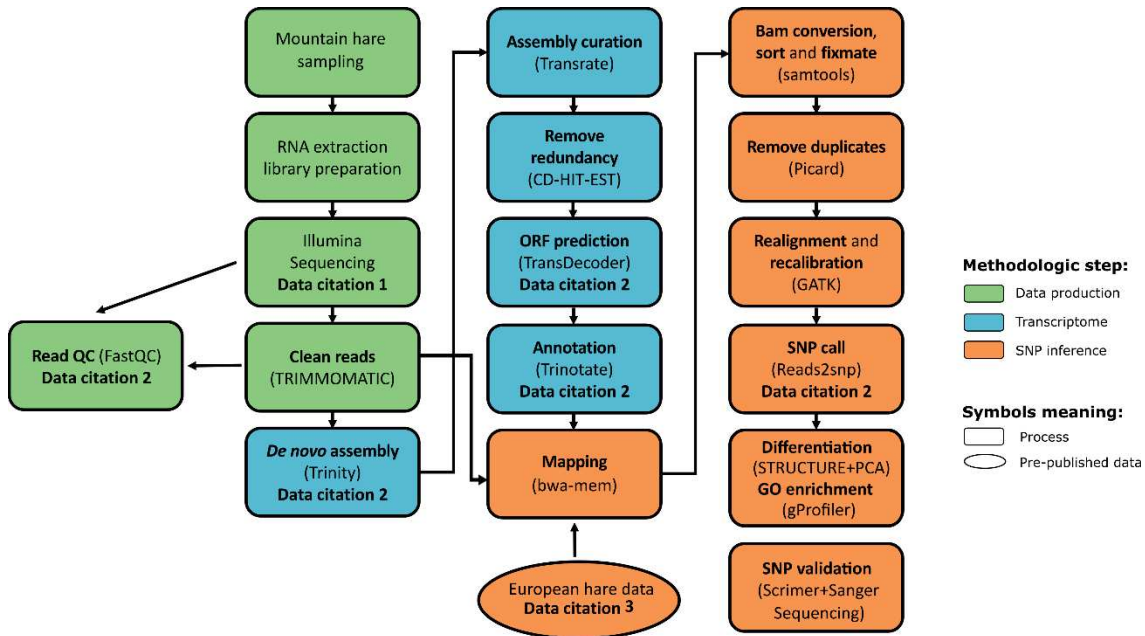 Mountain hare
sampling
RNA extraction
library preparation
Illumina
Sequencing
Data citation 1
Read QC (FastQC)
Data citation 2
Clean reads
(TRIMMOMATIC)
De novo assembly
(Trinity)
Data citation 2
Assembly curation
(Transrate)
Remove
redundancy
(CD-HIT-EST)
ORF prediction
(TransDecoder)
Data citation 2
Annotation
(Trinotate)
Data citation 2
Mapping
(bwa-mem)
European hare data
Data citation 3
Bam conversion,
sort and fixmate
(samtools)
Remove duplicates
(Picard)
Realignment and
recalibration
(GATK)
SNP call
(Reads2snp)
Data citation 2
Differentiation
(STRUCTURE+PCA)
GO enrichment
(gProfiler)
SNP validation
(Scrimer+Sanger
Sequencing)
Methodologic step:
Data production
Transcriptome
SNP inference
Symbols meaning:
Process
Pre-published data